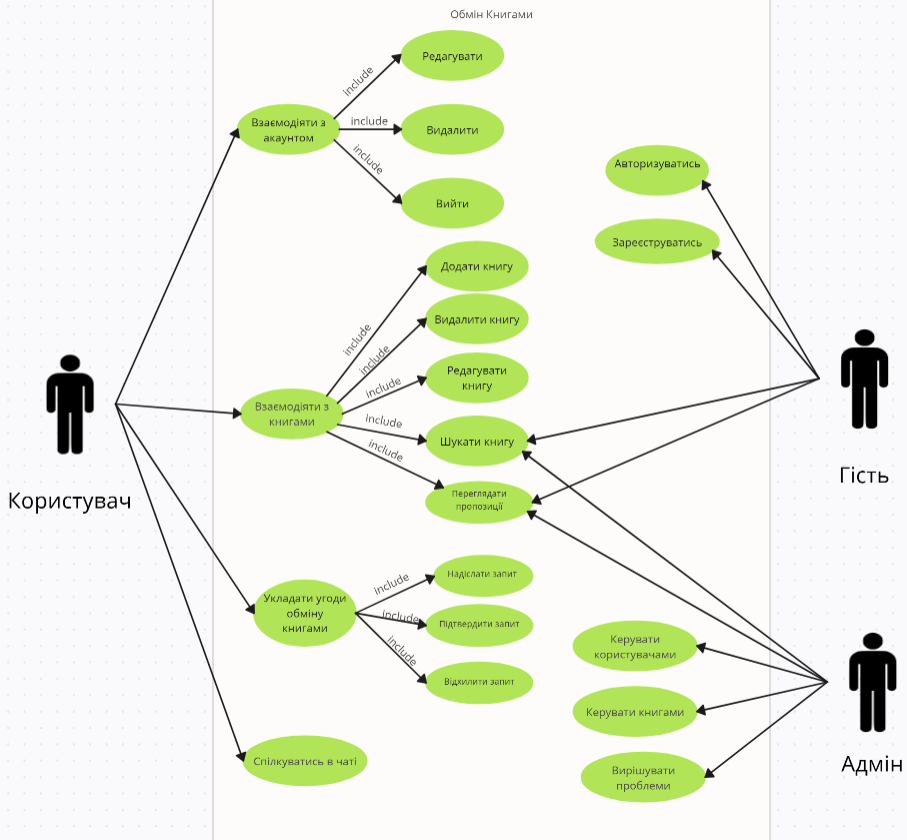 Обмін Книгами
Редагувати
include
Взаємодіяти з
акаунтом
include
Видалити
include
Вийти
Авторизуватись
Зареєструватись
Додати книгу
include
Видалити книгу
include
Редагувати
книгу
include
Взаємодіяти з
книгами
include
Шукати книгу
include
Переглядати
пропозиції
Користувач
Гість
Надіслати запит
include
Укладати угоди
обміну
книгами
include
Підтвердити запит
include
Відхилити запит
Керувати
користувачами
Керувати книгами
Спілкуватись в чаті
Вирішувати
проблеми
Адмін